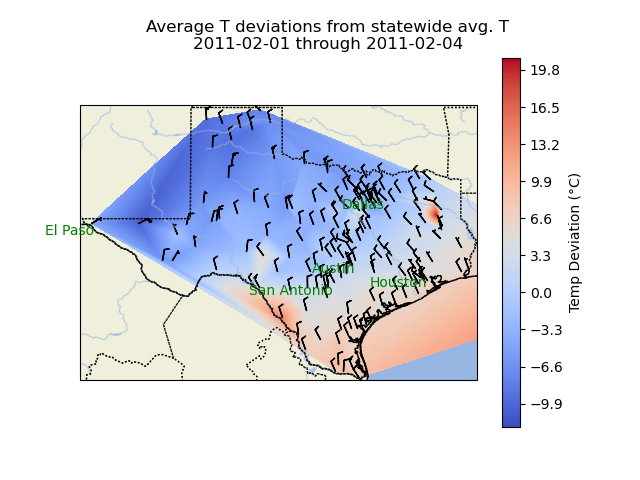 Average T deviations from statewide avg. T
2011-02-01 through 2011-02-04
19.8
16.5
13.2
9.9
6.6
3.3
0.0
−3.3
−6.6
−9.9
Temp Deviation (°C)
Dallas
El Paso
Austin
Houston
San Antonio